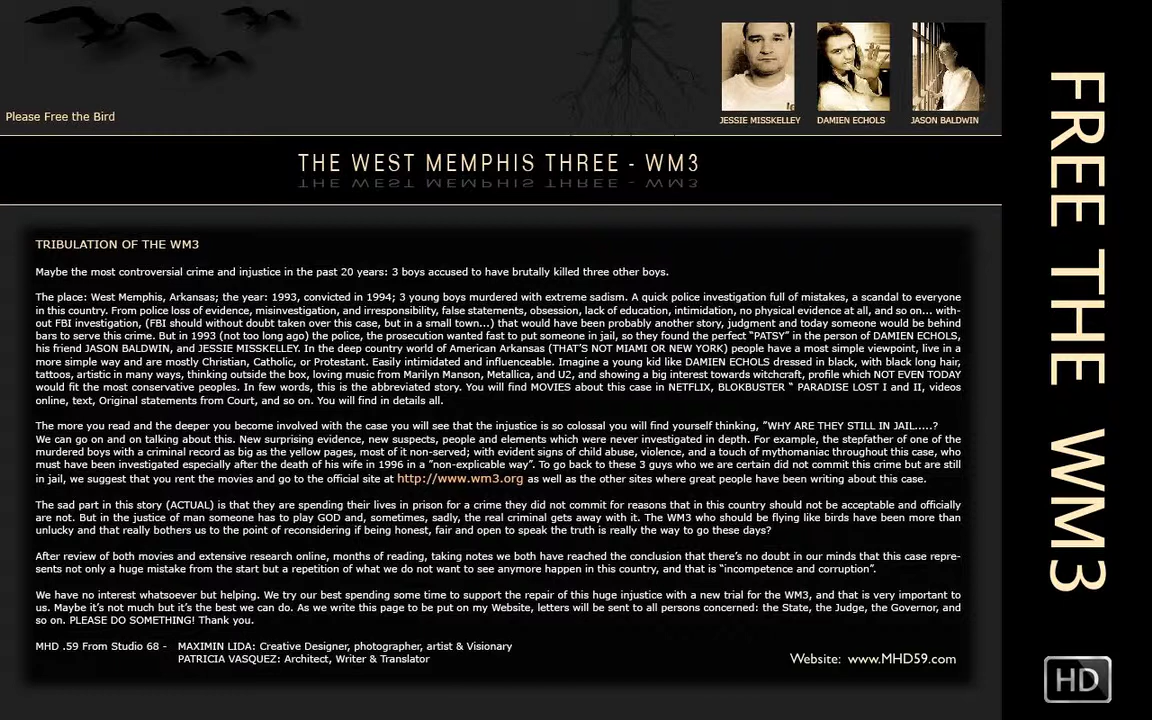 Please Free the Bird
JESSIE MISSKELLEY
DAMIEN ECHOLS
JASON BALDWIN
THE WEST MEMPHIS THREE - WM3
TRIBULATION OF THE WM3
Maybe the most controversial crime and injustice in the past 20 years: 3 boys accused to have brutally killed three other boys.
The place: West Memphis, Arkansas; the year: 1993, convicted in 1994; 3 young boys murdered with extreme sadism. A quick police investigation full of mistakes, a scandal to everyone
in this country. From police loss of evidence, misinvestigation, and irresponsibility, false statements, obsession, lack of education, intimidation, no physical evidence at all, and so on... with-
out FBI investigation, (FBI should without doubt taken over this case, but in a small town...) that would have been probably another story, judgment and today someone would be behind
bars to serve this crime. But in 1993 (not too long ago) the police, the prosecution wanted fast to put someone in jail, so they found the perfect “PATSY” in the person of DAMIEN ECHOLS,
his friend JASON BALDWIN, and JESSIE MISSKELLEY. In the deep country world of American Arkansas (THAT’S NOT MIAMI OR NEW YORK) people have a most simple viewpoint, live in a
more simple way and are mostly Christian, Catholic, or Protestant. Easily intimidated and influenceable. Imagine a young kid like DAMIEN ECHOLS dressed in black, with black long hair,
tattoos, artistic in many ways, thinking outside the box, loving music from Marilyn Manson, Metallica, and U2, and showing a big interest towards witchcraft, profile which NOT EVEN TODAY
would fit the most conservative peoples. In few words, this is the abbreviated story. You will find MOVIES about this case in NETFLIX, BLOKBUSTER “ PARADISE LOST I and II, videos
online, text, Original statements from Court, and so on. You will find in details all.
The more you read and the deeper you become involved with the case you will see that the injustice is so colossal you will find yourself thinking, “WHY ARE THEY STILL IN JAIL.....?
We can go on and on talking about this. New surprising evidence, new suspects, people and elements which were never investigated in depth. For example, the stepfather of one of the
murdered boys with a criminal record as big as the yellow pages, most of it non-served; with evident signs of child abuse, violence, and a touch of mythomaniac throughout this case, who
must have been investigated especially after the death of his wife in 1996 in a “non-explicable way”. To go back to these 3 guys who we are certain did not commit this crime but are still
in jail, we suggest that you rent the movies and go to the official site at http://www.wm3.org as well as the other sites where great people have been writing about this case.
The sad part in this story (ACTUAL) is that they are spending their lives in prison for a crime they did not commit for reasons that in this country should not be acceptable and officially
are not. But in the justice of man someone has to play GOD and, sometimes, sadly, the real criminal gets away with it. The WM3 who should be flying like birds have been more than
unlucky and that really bothers us to the point of reconsidering if being honest, fair and open to speak the truth is really the way to go these days?
After review of both movies and extensive research online, months of reading, taking notes we both have reached the conclusion that there’s no doubt in our minds that this case repre-
sents not only a huge mistake from the start but a repetition of what we do not want to see anymore happen in this country, and that is “incompetence and corruption”.
We have no interest whatsoever but helping. We try our best spending some time to support the repair of this huge injustice with a new trial for the WM3, and that is very important to
us. Maybe it’s not much but it’s the best we can do. As we write this page to be put on my Website, letters will be sent to all persons concerned: the State, the Judge, the Governor, and
so on. PLEASE DO SOMETHING! Thank you.
MHD .59 From Studio 68 - MAXIMIN LIDA: Creative Designer, photographer, artist & Visionary
PATRICIA VASQUEZ: Architect, Writer & Translator
Website: www.MHD59.com
FREE THE WM3
HD